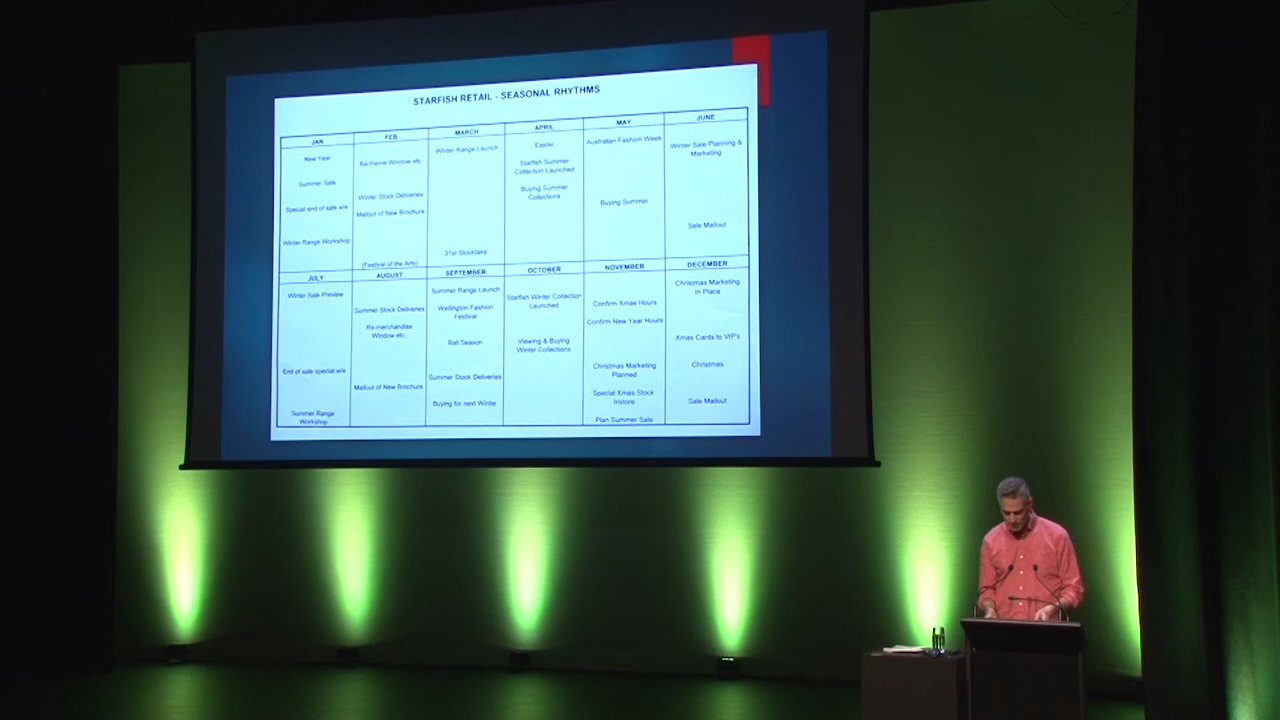 STARFISH RETAIL - SEASONAL RHYTHMS
JAN
New Year
Summer Sale
Special end of sale w/e
Winter Range Workshop
FEB
Re-theme Window etc.
Winter Stock Deliveries
Mailout of New Brochure
(Festival of the Arts)
MARCH
Winter Range Launch
31st Stocktake
APRIL
Easter
Starfish Summer
Collection Launched
Buying Summer
Collections
MAY
Australian Fashion Week
Buying Summer
JUNE
Winter Sale Planning &
Marketing
Sale Mailout
JULY
Winter Sale Preview
End of sale special w/e
Summer Range
Workshop
AUGUST
Summer Stock Deliveries
Re-merchandise
Window etc.
Mailout of New Brochure
SEPTEMBER
Summer Range Launch
Wellington Fashion
Festival
Ball Season
Summer Stock Deliveries
Buying for next Winter
OCTOBER
Starfish Winter Collection
Launched
Viewing & Buying
Winter Collections
NOVEMBER
Confirm Xmas Hours
Confirm New Year Hours
Christmas Marketing
Planned
Special Xmas Stock
Instore
Plan Summer Sale
DECEMBER
Christmas Marketing
In Place
Xmas Cards to VIP's
Christmas
Sale Mailout